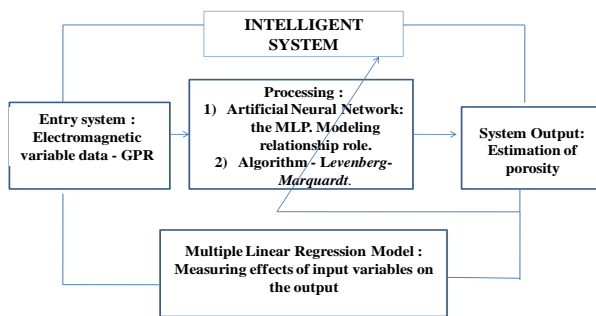 INTELLIGENT
SYSTEM
Entry system :
Electromagnetic
variable data - GPR
Processing :
1) Artificial Neural Network:
the MLP. Modeling
relationship role.
2) Algorithm - Levenberg-
Marquardt.
System Output:
Estimation of
porosity
Multiple Linear Regression Model :
Measuring effects of input variables on
the output